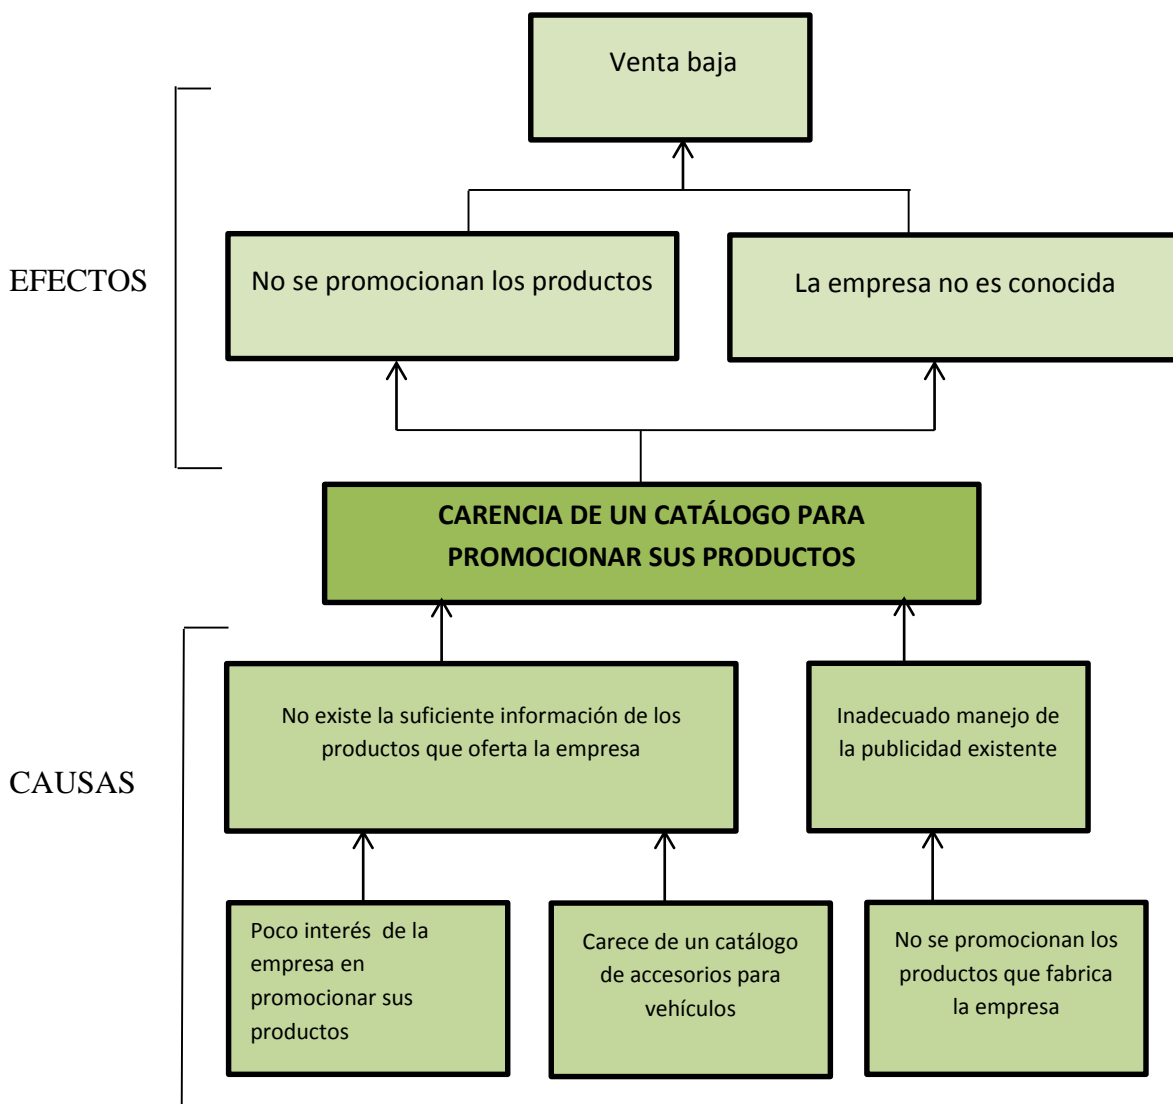 Venta baja
EFECTOS
No se promocionan los productos
La empresa no es conocida
CARENCIA DE UN CATÁLOGO PARA
PROMOCIONAR SUS PRODUCTOS
CAUSAS
No existe la suficiente información de los
productos que oferta la empresa
Inadecuado manejo de
la publicidad existente
Poco interés  de la
empresa en
promocionar sus
productos
Carece de un catálogo
de accesorios para
vehículos
No se promocionan los
productos que fabrica
la empresa